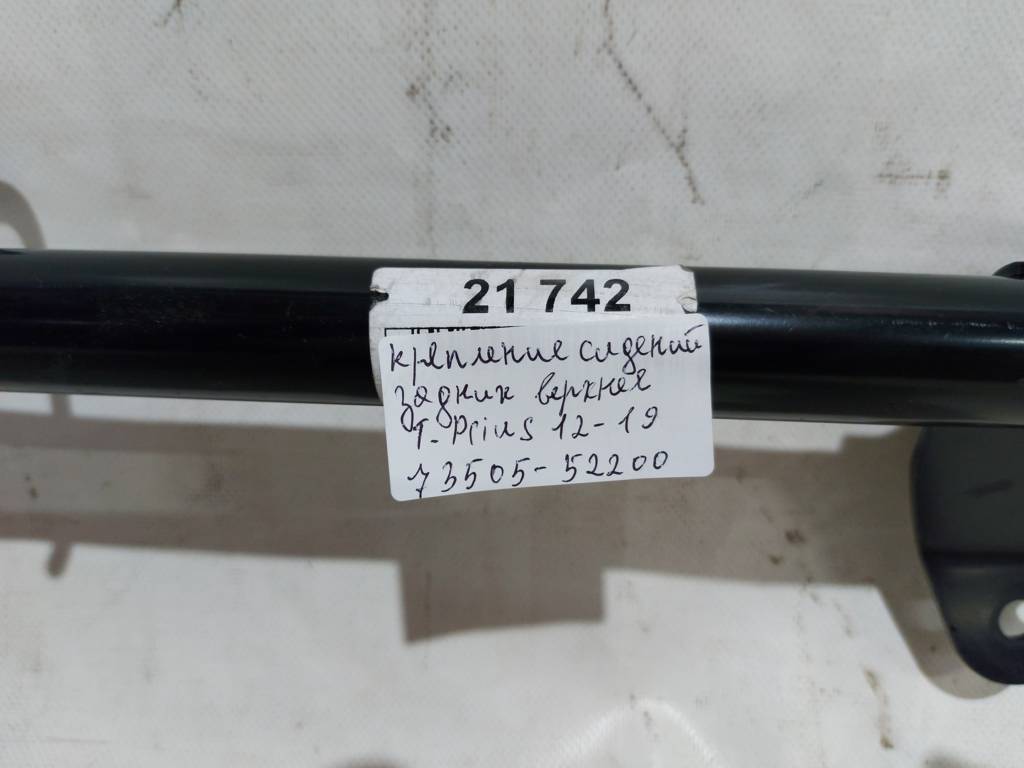 21 742
крепление сидений
задних верхнее
T. Prius 12-19
73505-52200